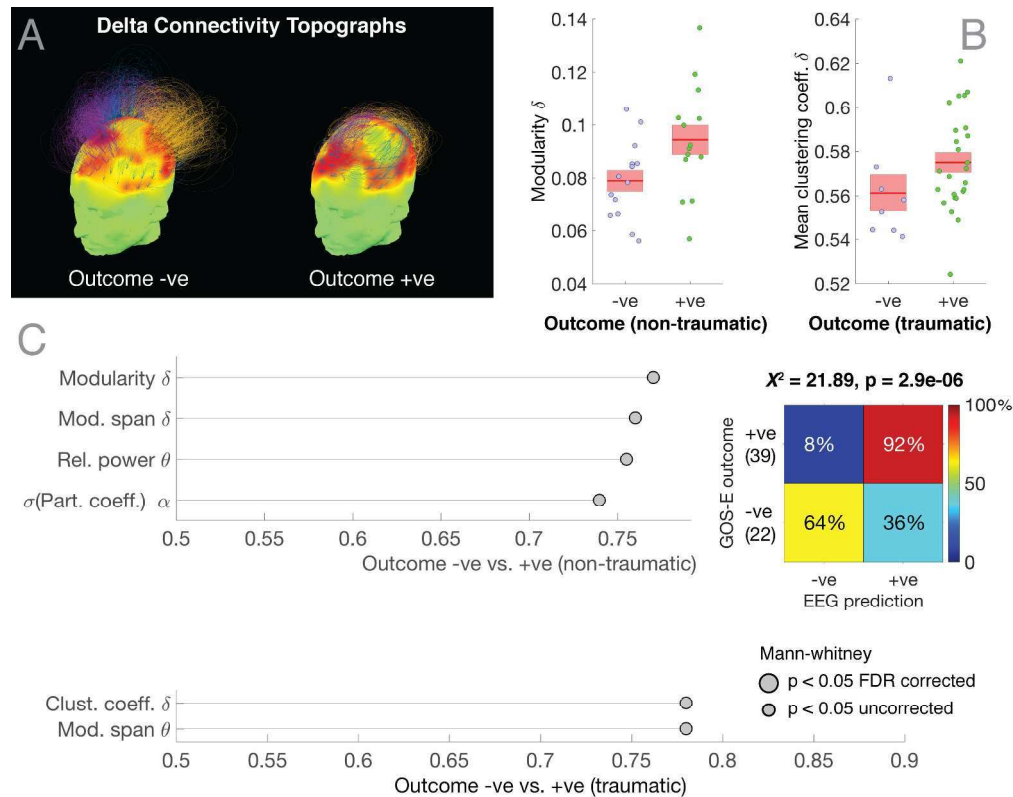 A
Delta Connectivity Topographs
Outcome -ve
Outcome +ve
B
Modularity δ
0.14
0.12
0.1
0.08
0.06
0.04
-ve
+ve
Outcome (non-traumatic)
Mean clustering coeff. δ
0.64
0.62
0.6
0.58
0.56
0.54
0.52
-ve
+ve
Outcome (traumatic)
C
Modularity δ
Mod. span δ
Rel. power θ
σ(Part. coeff.) α
0.5 0.55 0.6 0.65 0.7 0.75
Outcome -ve vs. +ve (non-traumatic)
X² = 21.89, p = 2.9e-06
GOS-E outcome
+ve
(39)
-ve
(22)
8% 92%
64% 36%
-ve +ve
EEG prediction
100%
50
0
Mann-whitney
p < 0.05 FDR corrected
p < 0.05 uncorrected
Clust. coeff. δ
Mod. span θ
0.5 0.55 0.6 0.65 0.7 0.75 0.8 0.85 0.9
Outcome -ve vs. +ve (traumatic)